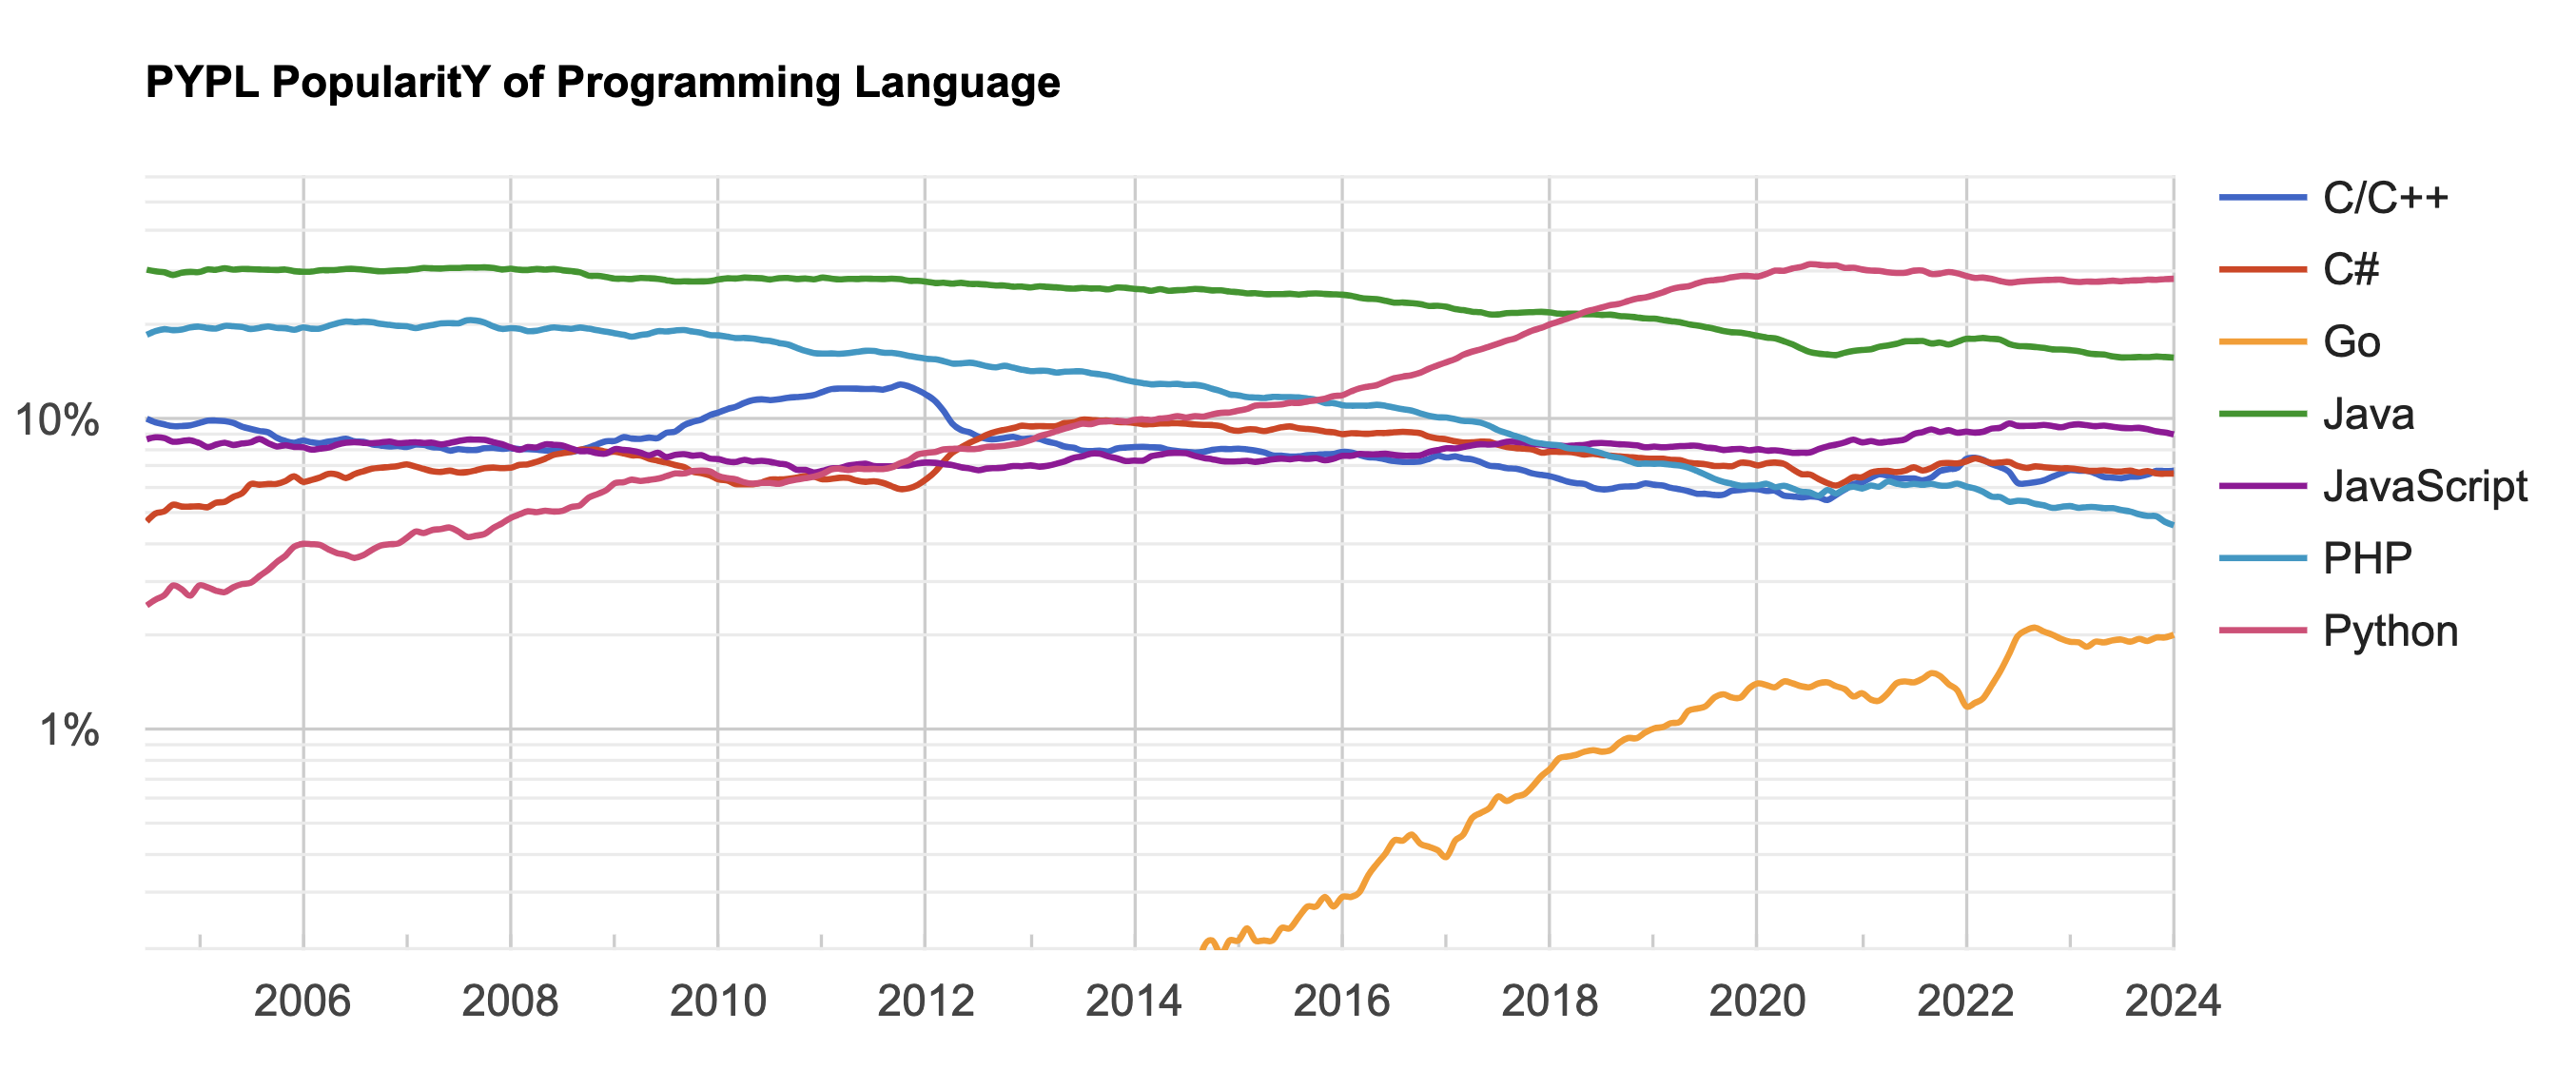 PYPL PopularitY of Programming Language
10%
1%
2006 2008 2010 2012 2014 2016 2018 2020 2022 2024
C/C++
C#
Go
Java
JavaScript
PHP
Python